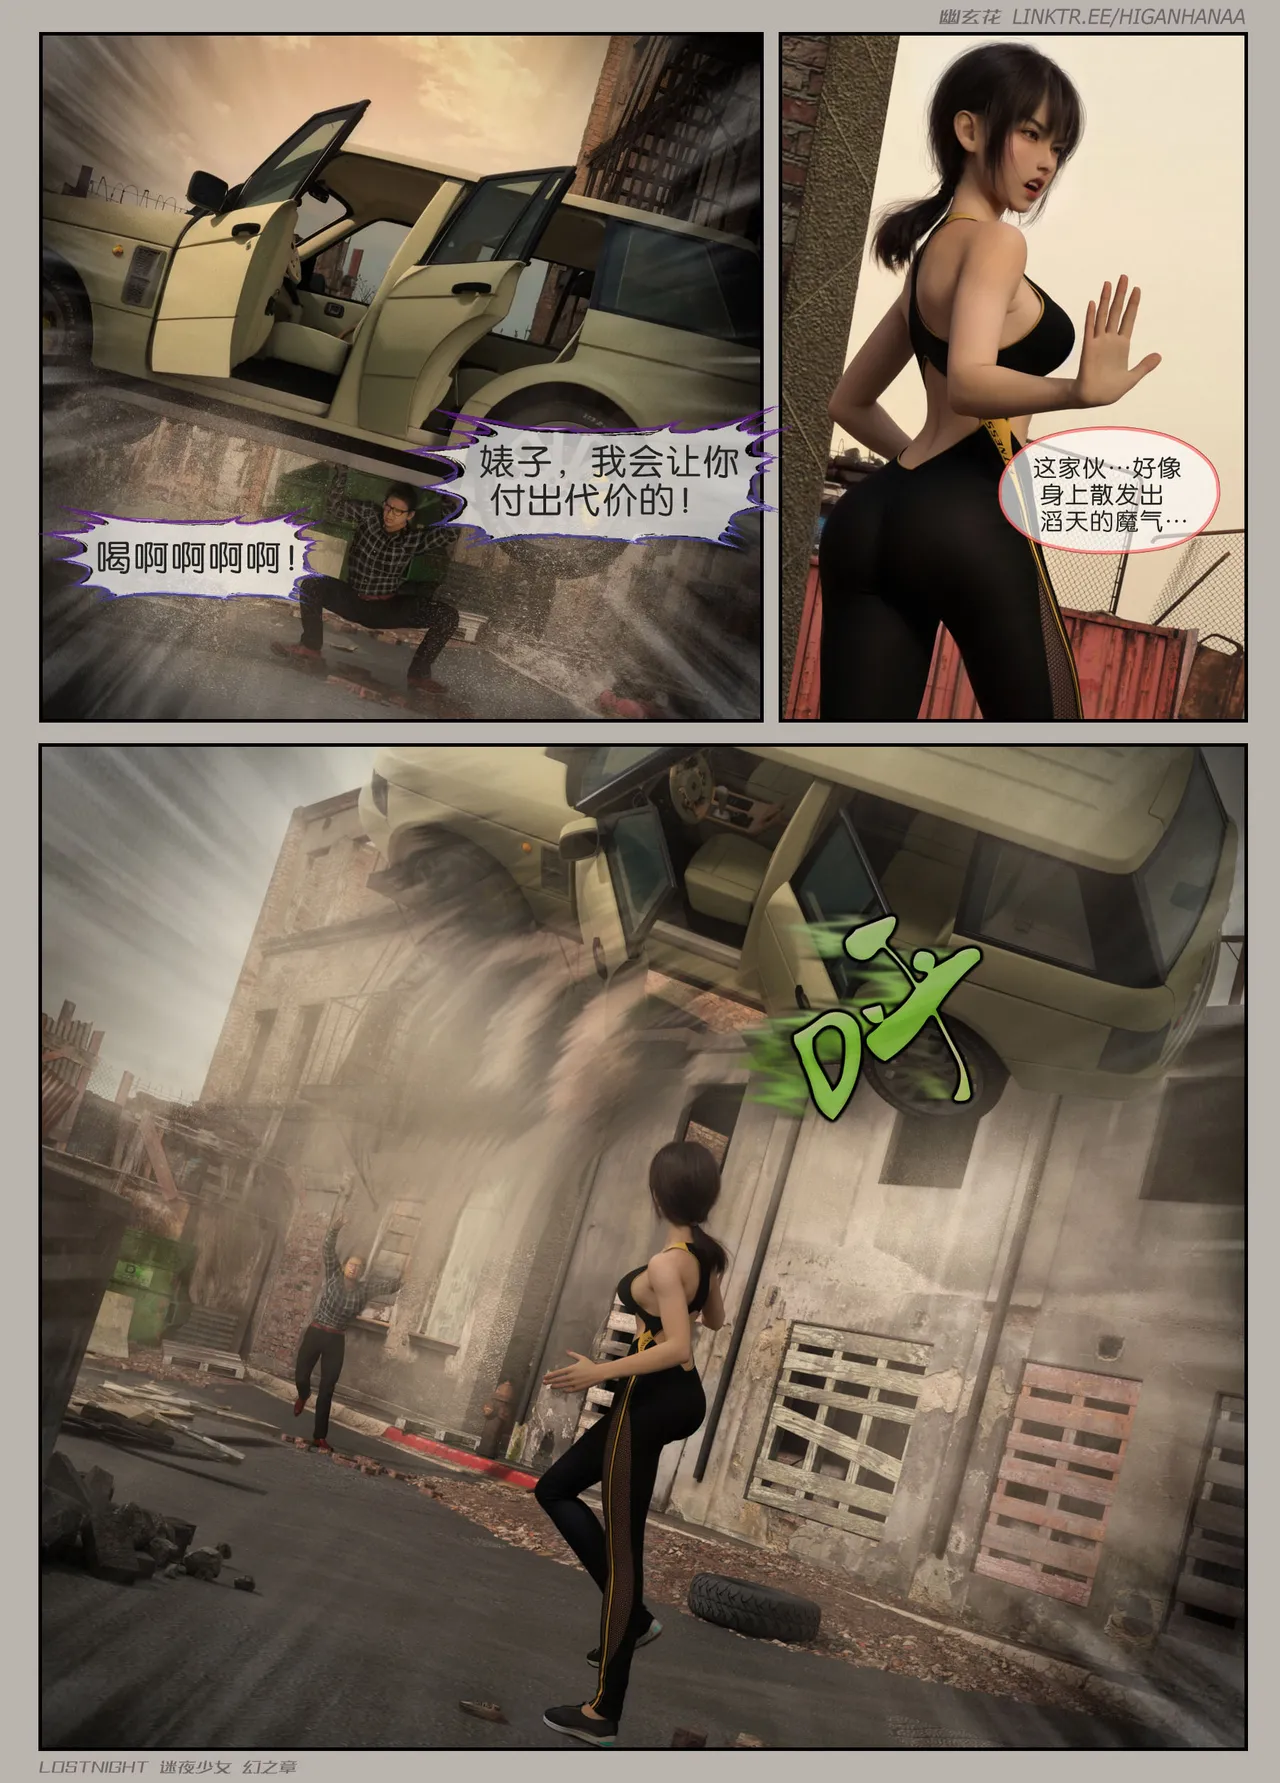 幽玄花 LINKTR.EE/HIGANHANAA
婊子，我会让你
付出代价的！
喝啊啊啊啊！
这家伙…好像
身上散发出
滔天的魔气…
呼
LOSTNIGHT 迷夜少女 幻之章